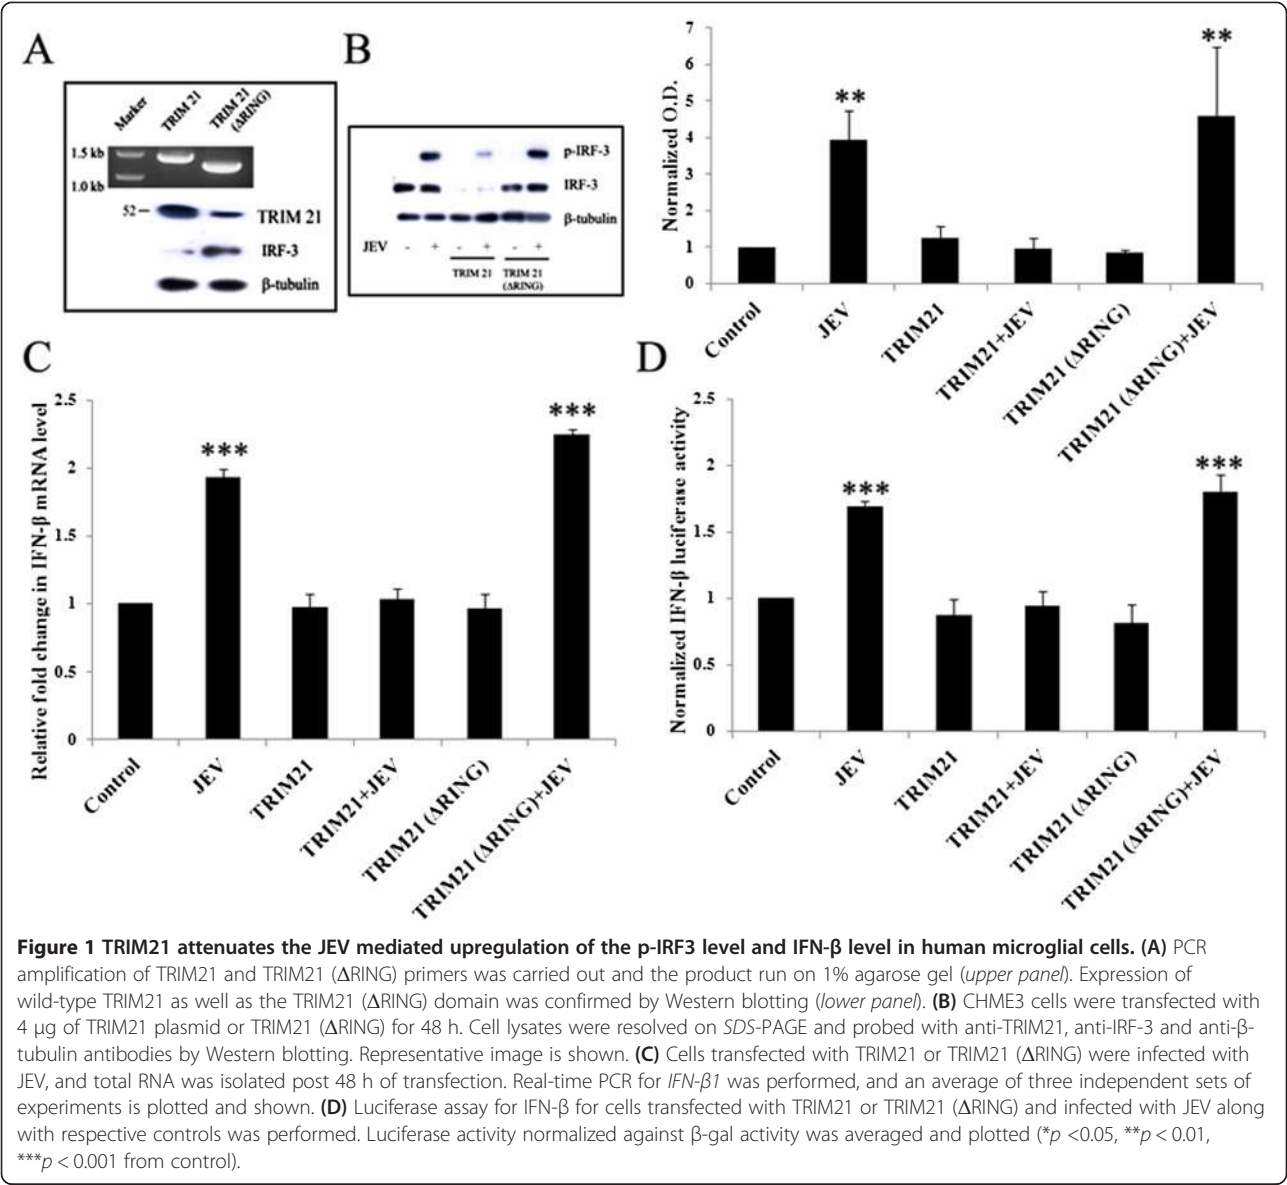 A
Marker
TRIM 21
TRIM 21
(ΔRING)
1.5 kb
1.0 kb
52
TRIM 21
IRF-3
β-tubulin
B
p-IRF-3
IRF-3
β-tubulin
JEV - + - + - +
TRIM 21
TRIM 21
(ΔRING)
Normalized O.D.
7
6
5
4
3
2
1
0
**
**
Control
JEV
TRIM21
TRIM21+JEV
TRIM21 (ΔRING)
TRIM21 (ΔRING)+JEV
C
Relative fold change in IFN-β mRNA level
2.5
2
1.5
1
0.5
0
***
***
Control
JEV
TRIM21
TRIM21+JEV
TRIM21 (ΔRING)
TRIM21 (ΔRING)+JEV
D
Normalized IFN-β luciferase activity
2.5
2
1.5
1
0.5
0
***
***
Control
JEV
TRIM21
TRIM21+JEV
TRIM21 (ΔRING)
TRIM21 (ΔRING)+JEV
Figure 1 TRIM21 attenuates the JEV mediated upregulation of the p-IRF3 level and IFN-β level in human microglial cells. (A) PCR
amplification of TRIM21 and TRIM21 (ΔRING) primers was carried out and the product run on 1% agarose gel (upper panel). Expression of
wild-type TRIM21 as well as the TRIM21 (ΔRING) domain was confirmed by Western blotting (lower panel). (B) CHME3 cells were transfected with
4 μg of TRIM21 plasmid or TRIM21 (ΔRING) for 48 h. Cell lysates were resolved on SDS-PAGE and probed with anti-TRIM21, anti-IRF-3 and anti-β-
tubulin antibodies by Western blotting. Representative image is shown. (C) Cells transfected with TRIM21 or TRIM21 (ΔRING) were infected with
JEV, and total RNA was isolated post 48 h of transfection. Real-time PCR for IFN-β1 was performed, and an average of three independent sets of
experiments is plotted and shown. (D) Luciferase assay for IFN-β for cells transfected with TRIM21 or TRIM21 (ΔRING) and infected with JEV along
with respective controls was performed. Luciferase activity normalized against β-gal activity was averaged and plotted (*p <0.05, **p < 0.01,
***p < 0.001 from control).